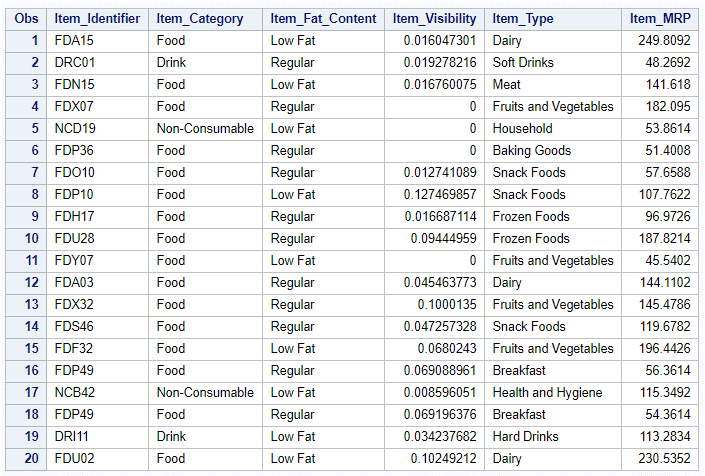 Obs Item_Identifier Item_Category Item_Fat_Content Item_Visibility Item_Type Item_MRP
1 FDA15 Food Low Fat 0.016047301 Dairy 249.8092
2 DRC01 Drink Regular 0.019278216 Soft Drinks 48.2692
3 FDN15 Food Low Fat 0.016760075 Meat 141.618
4 FDX07 Food Regular 0 Fruits and Vegetables 182.095
5 NCD19 Non-Consumable Low Fat 0 Household 53.8614
6 FDP36 Food Regular 0 Baking Goods 51.4008
7 FDO10 Food Regular 0.012741089 Snack Foods 57.6588
8 FDP10 Food Low Fat 0.127469857 Snack Foods 107.7622
9 FDH17 Food Regular 0.016687114 Frozen Foods 96.9726
10 FDU28 Food Regular 0.09444959 Frozen Foods 187.8214
11 FDY07 Food Low Fat 0 Fruits and Vegetables 45.5402
12 FDA03 Food Regular 0.045463773 Dairy 144.1102
13 FDX32 Food Regular 0.1000135 Fruits and Vegetables 145.4786
14 FDS46 Food Regular 0.047257328 Snack Foods 119.6782
15 FDF32 Food Low Fat 0.0680243 Fruits and Vegetables 196.4426
16 FDP49 Food Regular 0.069088961 Breakfast 56.3614
17 NCB42 Non-Consumable Low Fat 0.008596051 Health and Hygiene 115.3492
18 FDP49 Food Regular 0.069196376 Breakfast 54.3614
19 DRI11 Drink Low Fat 0.034237682 Hard Drinks 113.2834
20 FDU02 Food Low Fat 0.10249212 Dairy 230.5352